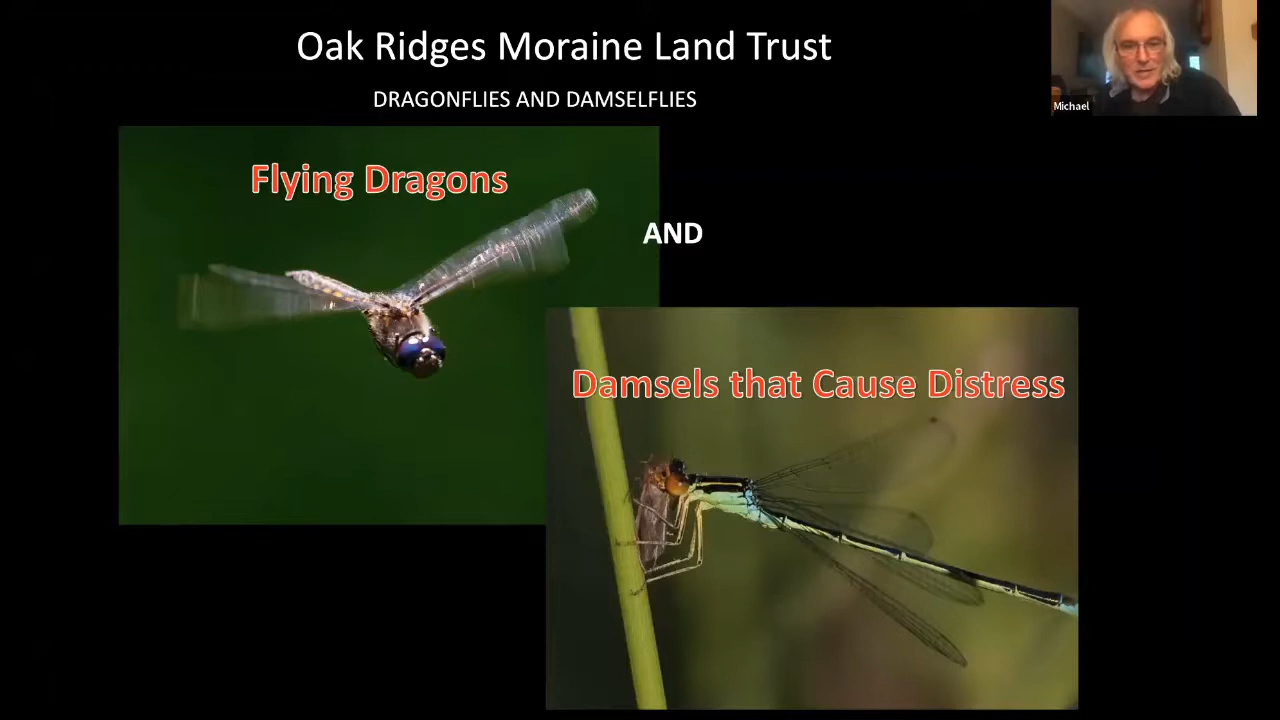 Oak Ridges Moraine Land Trust
DRAGONFLIES AND DAMSELFLIES
Michael
Flying Dragons
AND
Damsels that Cause Distress